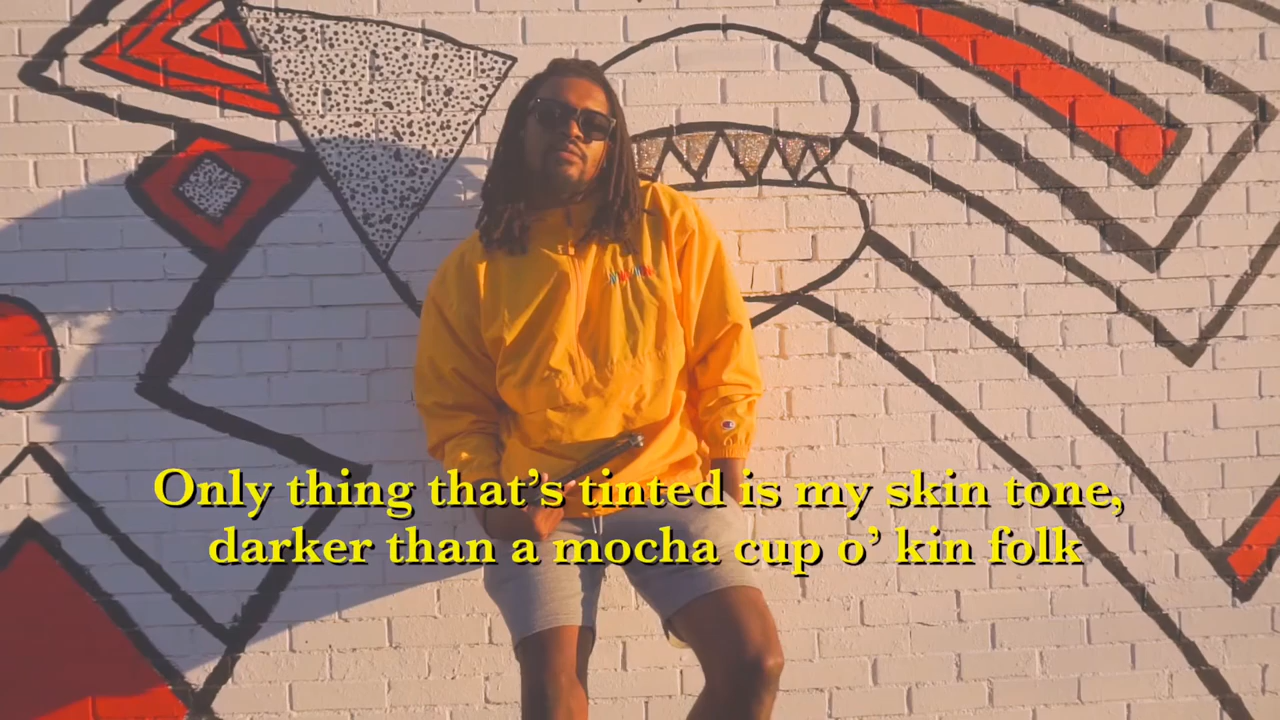 Only thing that’s tinted is my skin tone,
darker than a mocha cup o’ kin folk